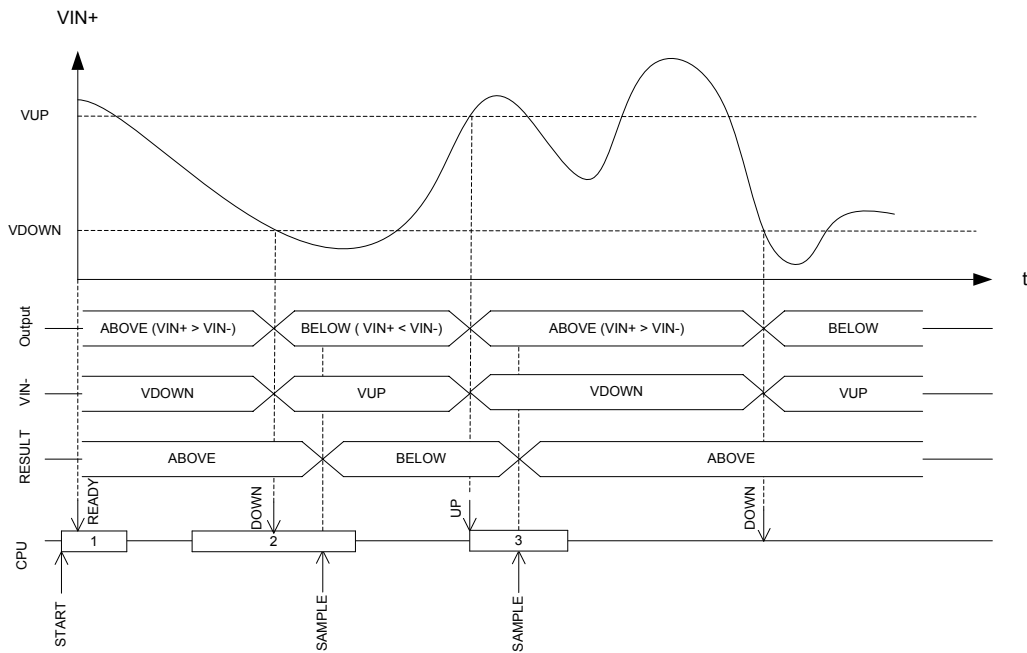 VIN+
VUP
VDOWN
t
Output
ABOVE (VIN+ > VIN-)
BELOW ( VIN+ < VIN-)
ABOVE (VIN+ > VIN-)
BELOW
VIN-
VDOWN
VUP
VDOWN
VUP
RESULT
ABOVE
BELOW
ABOVE
READY
DOWN
UP
DOWN
CPU
1
2
3
START
SAMPLE
SAMPLE